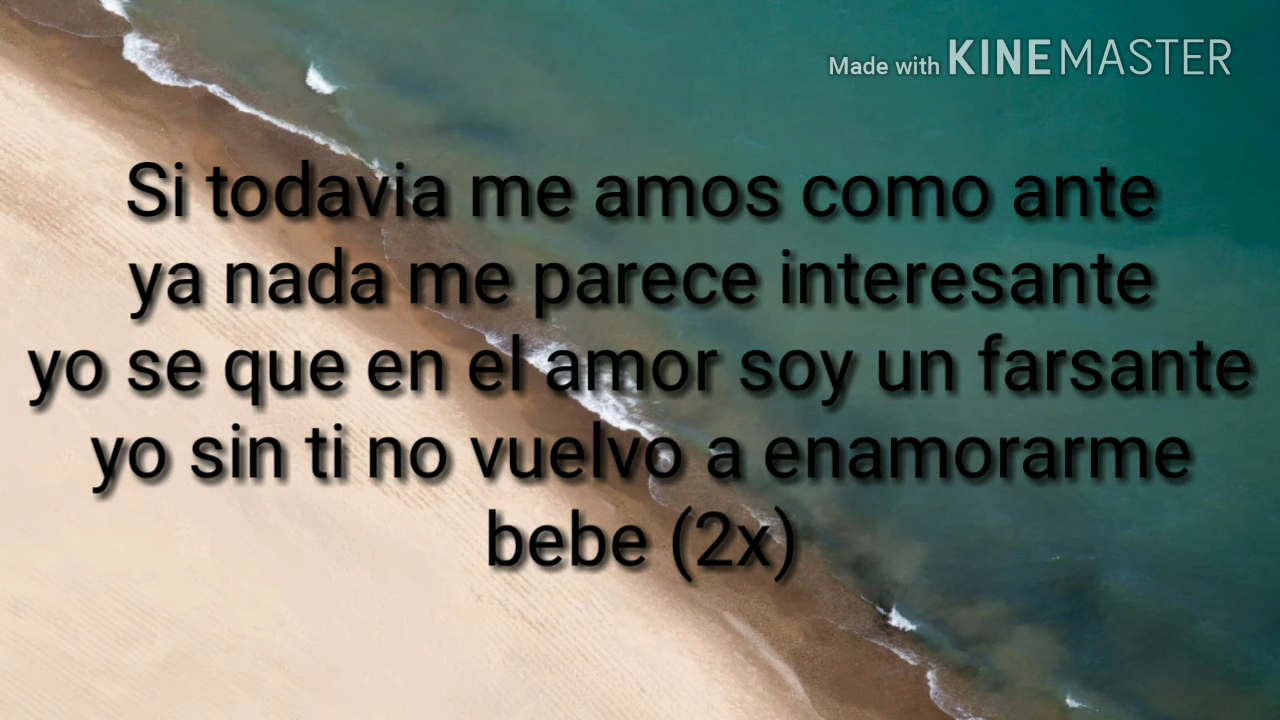 Made with KINEMASTER
Si todavia me amos como ante
ya nada me parece interesante
yo se que en el amor soy un farsante
yo sin ti no vuelvo a enamorarme
bebe (2x)